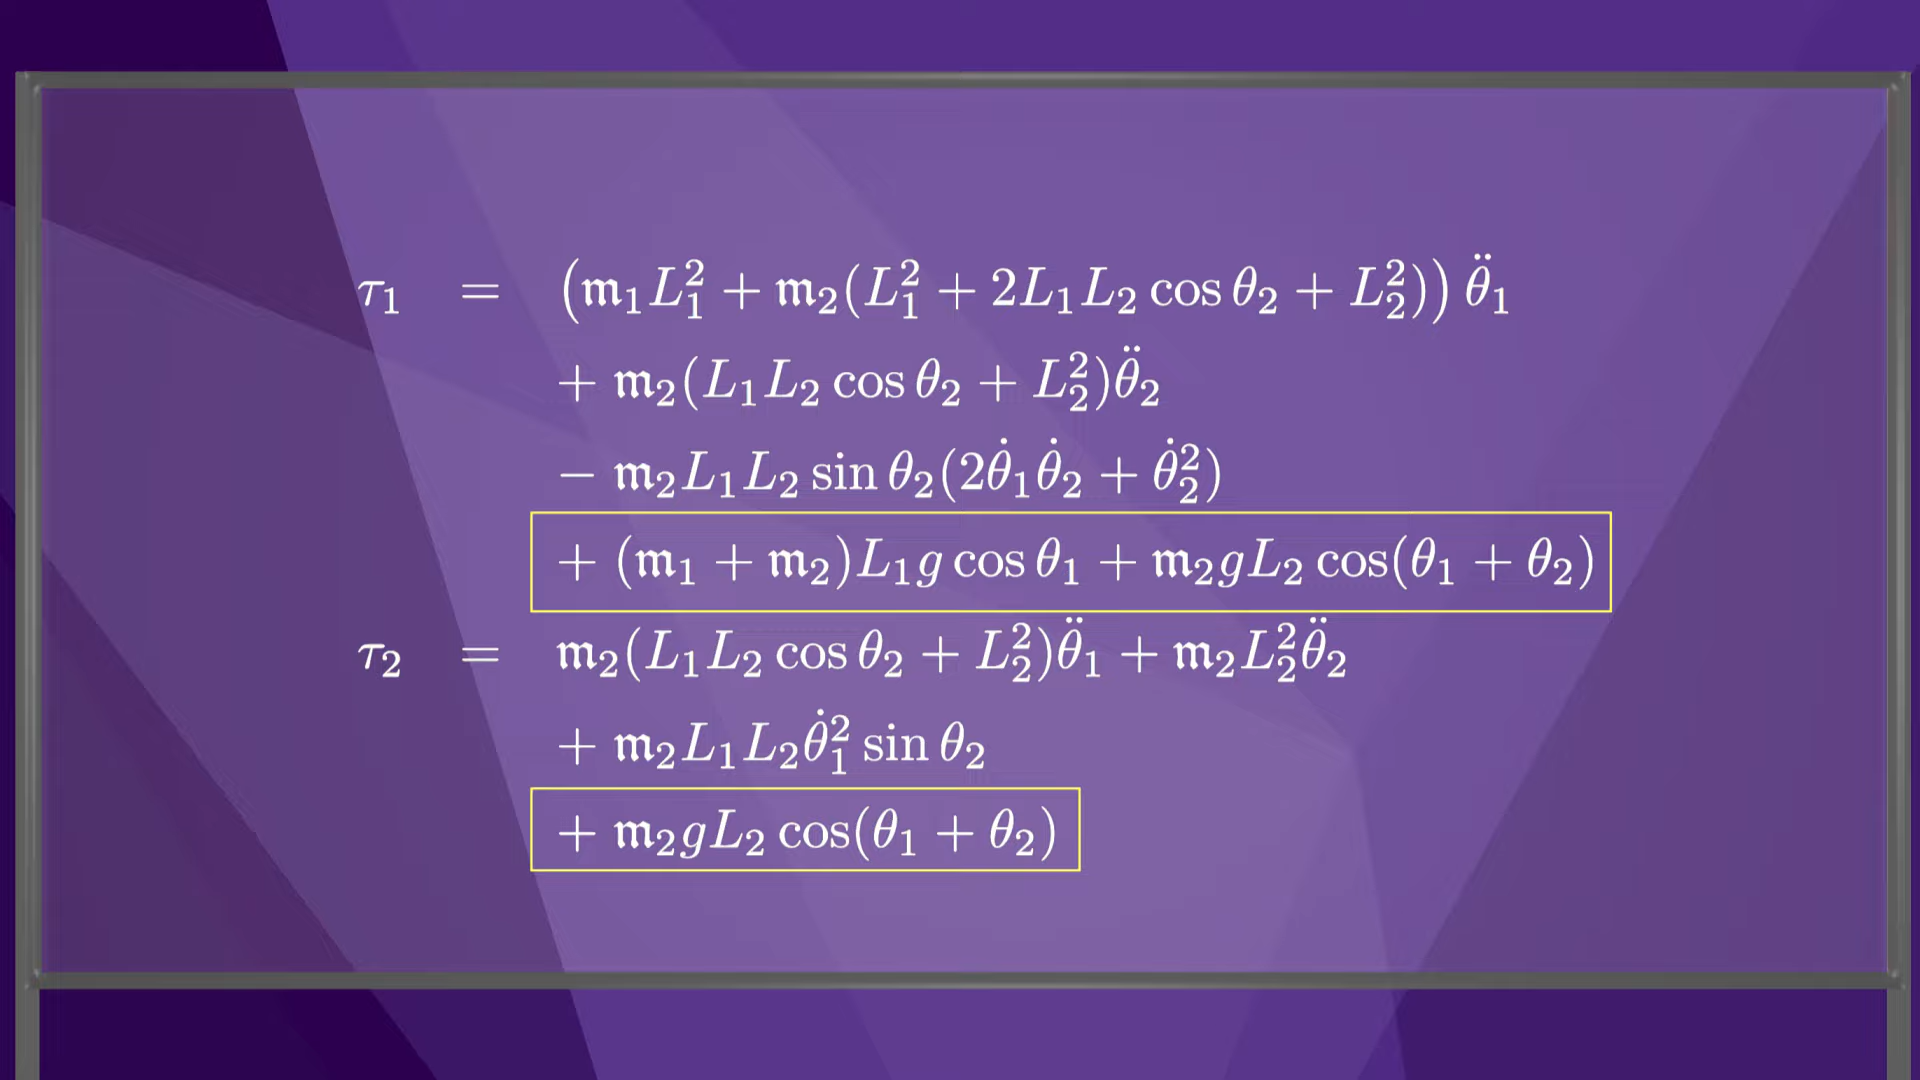 τ₁ = (𝔪₁L₁² + 𝔪₂(L₁² + 2L₁L₂ cos θ₂ + L₂²)) θ̈₁
+ 𝔪₂(L₁L₂ cos θ₂ + L₂²)θ̈₂
− 𝔪₂L₁L₂ sin θ₂(2θ̇₁θ̇₂ + θ̇₂²)
+ (𝔪₁ + 𝔪₂)L₁g cos θ₁ + 𝔪₂gL₂ cos(θ₁ + θ₂)
τ₂ = 𝔪₂(L₁L₂ cos θ₂ + L₂²)θ̈₁ + 𝔪₂L₂²θ̈₂
+ 𝔪₂L₁L₂θ̇₁² sin θ₂
+ 𝔪₂gL₂ cos(θ₁ + θ₂)